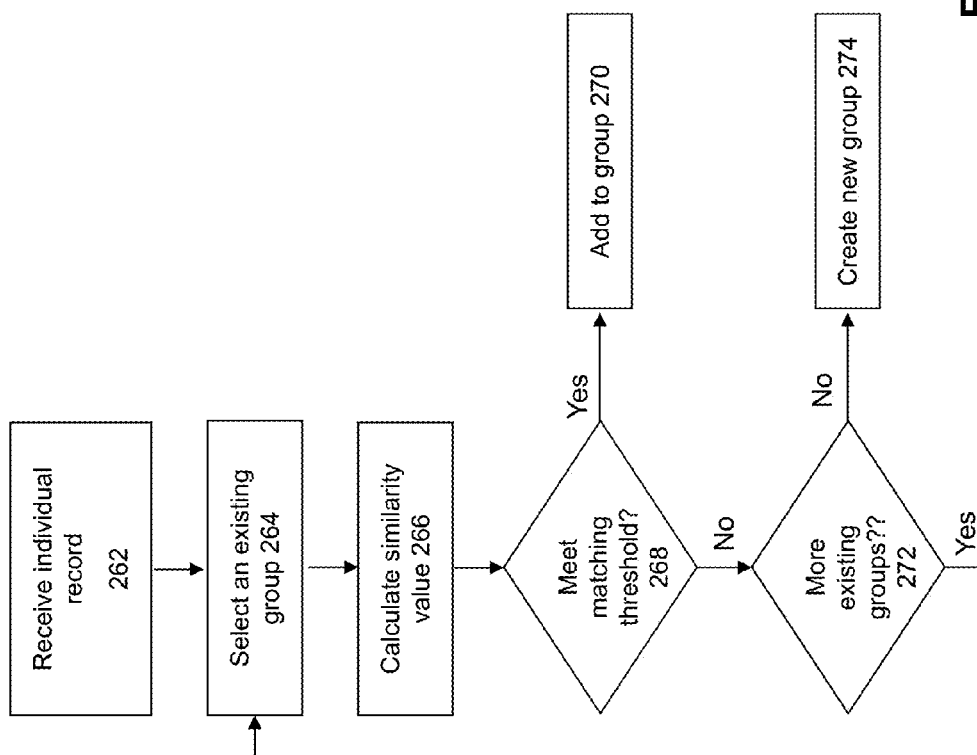 Receive individual
record
262
Select an existing
group 264
Calculate similarity
value 266
Meet
matching
threshold?
268
Yes
Add to group 270
No
More
existing
groups??
272
No
Create new group 274
Yes